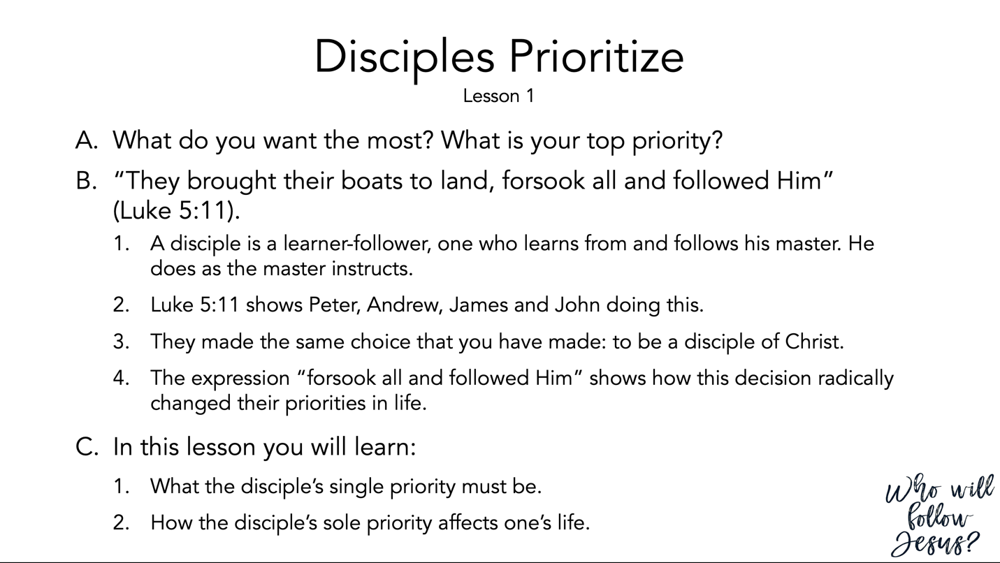 Disciples Prioritize
Lesson 1
A. What do you want the most? What is your top priority?
B. “They brought their boats to land, forsook all and followed Him”
(Luke 5:11).
1. A disciple is a learner-follower, one who learns from and follows his master. He
does as the master instructs.
2. Luke 5:11 shows Peter, Andrew, James and John doing this.
3. They made the same choice that you have made: to be a disciple of Christ.
4. The expression “forsook all and followed Him” shows how this decision radically
changed their priorities in life.
C. In this lesson you will learn:
1. What the disciple’s single priority must be.
2. How the disciple’s sole priority affects one’s life.
Who will
follow
Jesus?